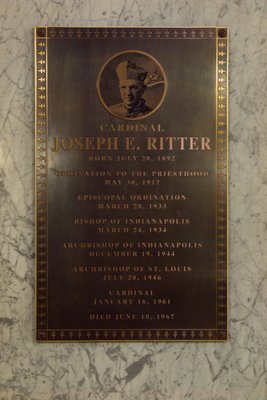 CARDINAL
JOSEPH E. RITTER
BORN JULY 20, 1892
ORDINATION TO THE PRIESTHOOD
MAY 30, 1917
EPISCOPAL ORDINATION
MARCH 28, 1933
BISHOP OF INDIANAPOLIS
MARCH 24, 1934
ARCHBISHOP OF INDIANAPOLIS
DECEMBER 19, 1944
ARCHBISHOP OF ST. LOUIS
JULY 20, 1946
CARDINAL
JANUARY 16, 1961
DIED JUNE 10, 1967